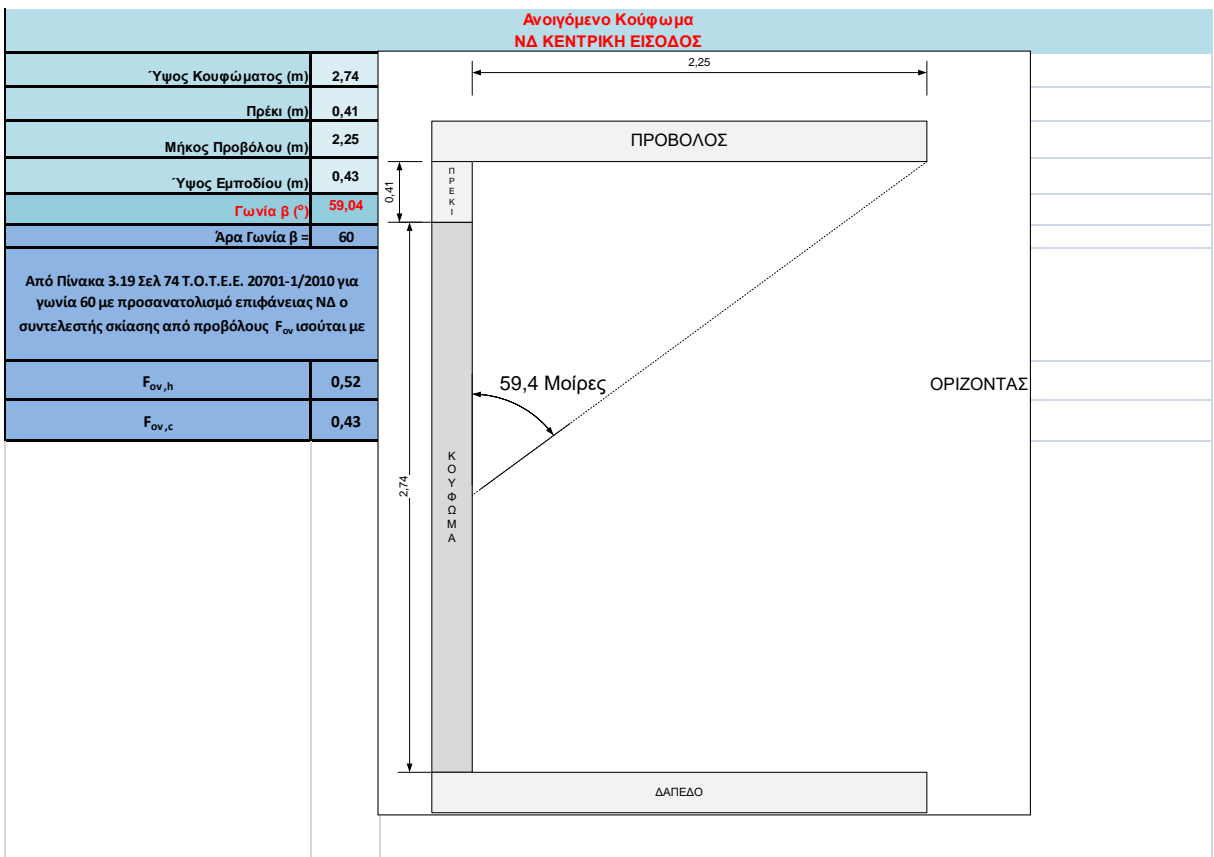 Ανοιγόμενο Κούφωμα
ΝΔ ΚΕΝΤΡΙΚΗ ΕΙΣΟΔΟΣ
Ύψος Κουφώματος (m) 2,74
Πρέκι (m) 0,41
Μήκος Προβόλου (m) 2,25
Ύψος Εμποδίου (m) 0,43
Γωνία β (°) 59,04
Άρα Γωνία β = 60
Από Πίνακα 3.19 Σελ 74 Τ.Ο.Τ.Ε.Ε. 20701-1/2010 για
γωνία 60 με προσανατολισμό επιφάνειας ΝΔ ο
συντελεστής σκίασης από προβόλους Fov ισούται με
Fov,h 0,52
Fov,c 0,43
2,25
ΠΡΟΒΟΛΟΣ
ΠΡΕΚΙ
0,41
59,4 Μοίρες
ΟΡΙΖΟΝΤΑΣ
ΚΟΥΦΩΜΑ
2,74
ΔΑΠΕΔΟ